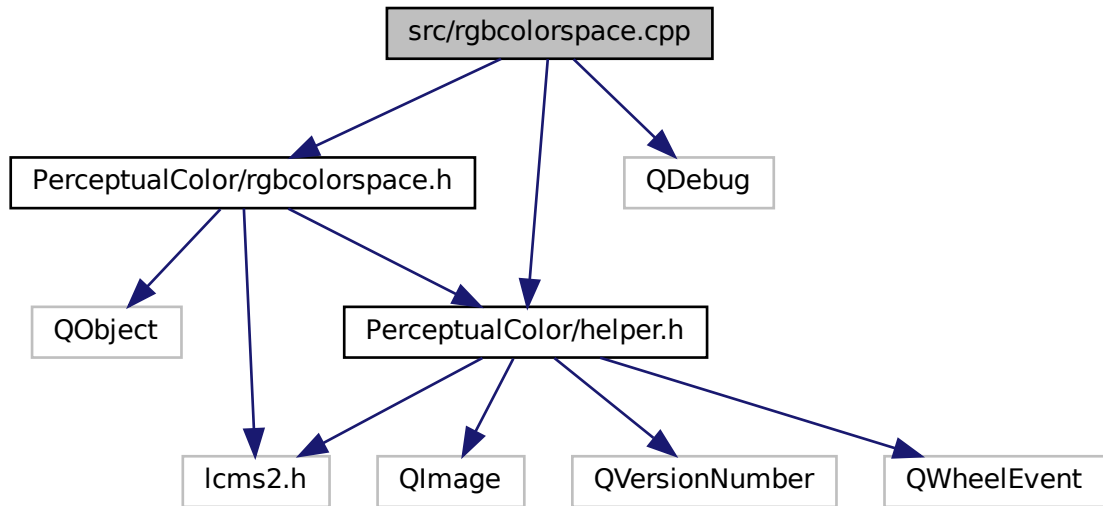 src/rgbcolorspace.cpp
PerceptualColor/rgbcolorspace.h
QDebug
QObject
PerceptualColor/helper.h
lcms2.h
QImage
QVersionNumber
QWheelEvent